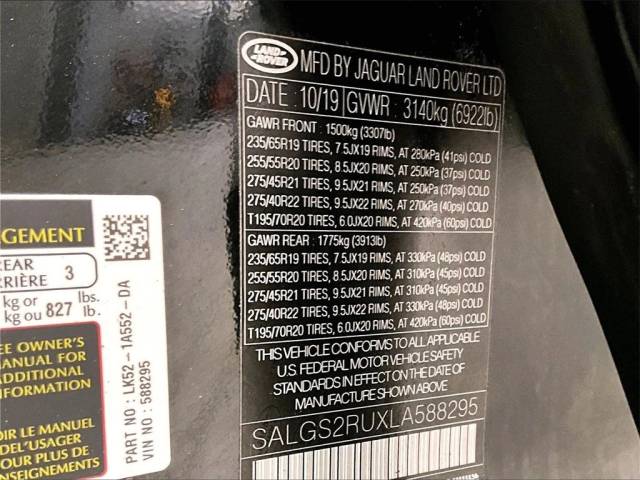 GEMENT
REAR
RIÈRE 3
kg or lbs.
kg ou 827 lb.
EE OWNER'S
MANUAL FOR
ADDITIONAL
INFORMATION
OIR LE MANUEL
DE L'USAGER
POUR PLUS DE
PART NO : LK52-1A552-DA
VIN NO : 588295
LAND ROVER
MFD BY JAGUAR LAND ROVER LTD
DATE: 10/19 GVWR : 3140kg (6922lb)
GAWR FRONT : 1500kg (3307lb)
235/65R19 TIRES, 7.5JX19 RIMS, AT 280kPa (41psi) COLD
255/55R20 TIRES, 8.5JX20 RIMS, AT 250kPa (37psi) COLD
275/45R21 TIRES, 9.5JX21 RIMS, AT 250kPa (37psi) COLD
275/40R22 TIRES, 9.5JX22 RIMS, AT 270kPa (40psi) COLD
T195/70R20 TIRES, 6.0JX20 RIMS, AT 420kPa (60psi) COLD
GAWR REAR : 1775kg (3913lb)
235/65R19 TIRES, 7.5JX19 RIMS, AT 330kPa (48psi) COLD
255/55R20 TIRES, 8.5JX20 RIMS, AT 310kPa (45psi) COLD
275/45R21 TIRES, 9.5JX21 RIMS, AT 310kPa (45psi) COLD
275/40R22 TIRES, 9.5JX22 RIMS, AT 330kPa (48psi) COLD
T195/70R20 TIRES, 6.0JX20 RIMS, AT 420kPa (60psi) COLD
THIS VEHICLE CONFORMS TO ALL APPLICABLE
U.S. FEDERAL MOTOR VEHICLE SAFETY
STANDARDS IN EFFECT ON THE DATE OF
MANUFACTURE SHOWN ABOVE
SALGS2RUXLA588295